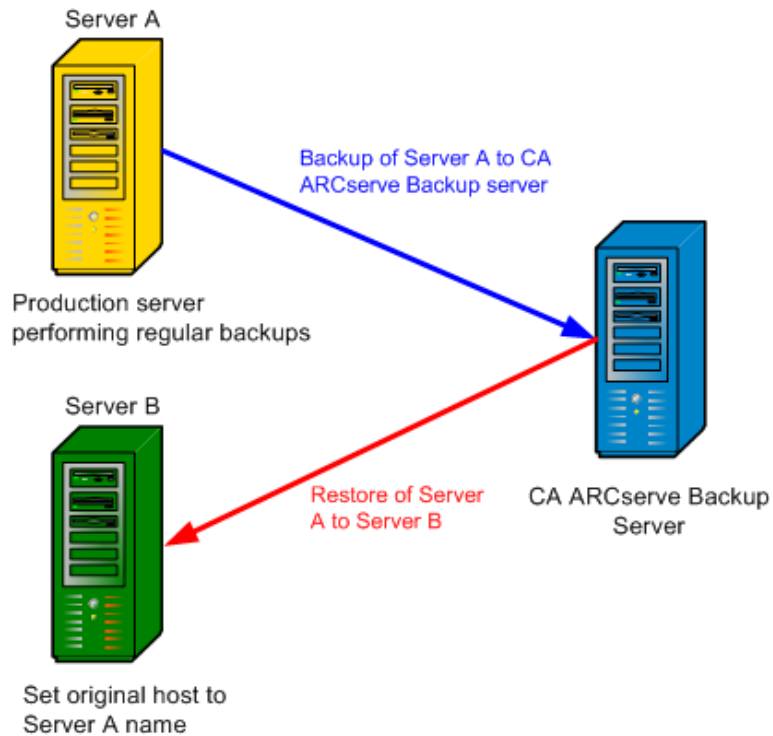 Server A
Backup of Server A to CA
ARCserve Backup server
Production server
performing regular backups
Server B
Restore of Server
A to Server B
CA ARCserve Backup
Server
Set original host to
Server A name